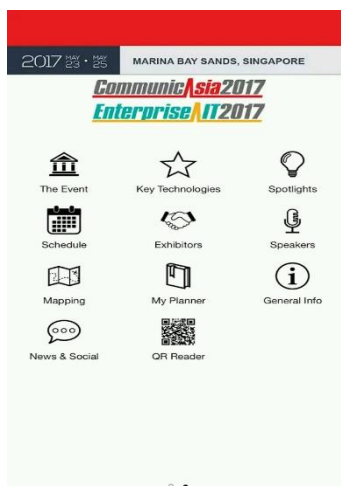 2017 MAY 23 · MAY 25 MARINA BAY SANDS, SINGAPORE
CommunicAsia2017
EnterpriseIT2017
The Event Key Technologies Spotlights
Schedule Exhibitors Speakers
Mapping My Planner General Info
News & Social QR Reader